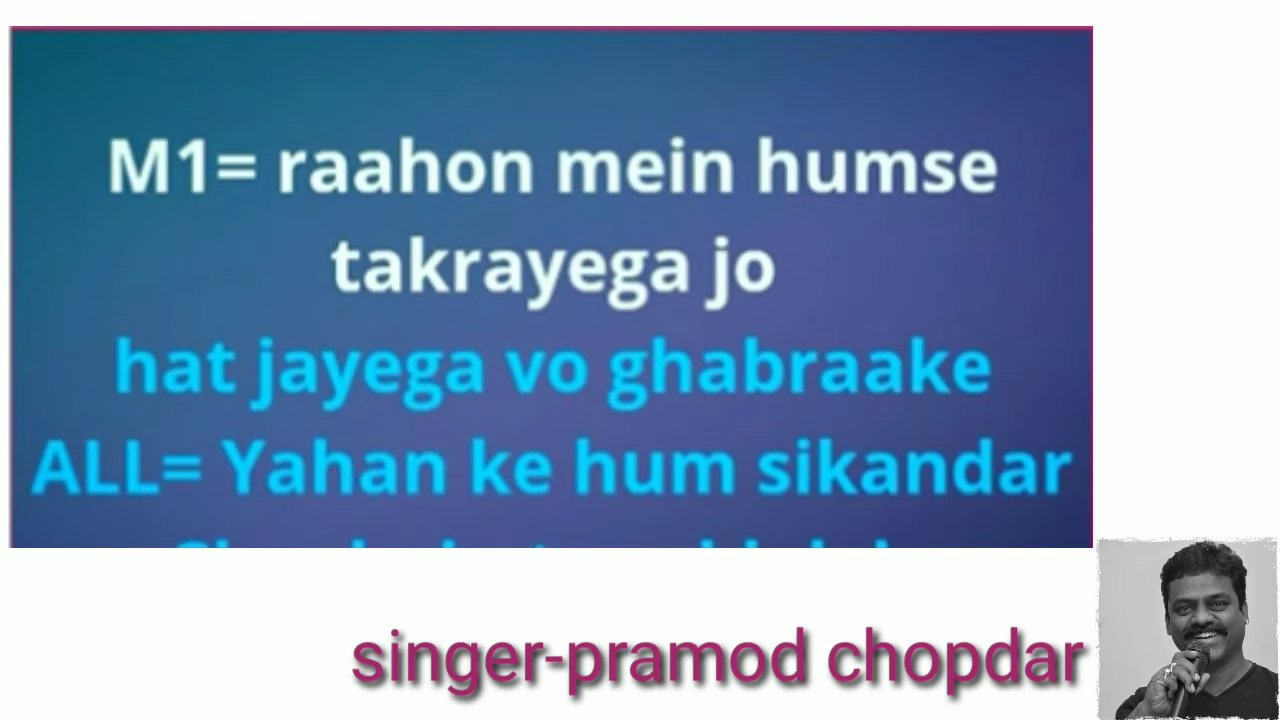 M1= raahon mein humse
takrayega jo
hat jayega vo ghabraake
ALL= Yahan ke hum sikandar
singer-pramod chopdar